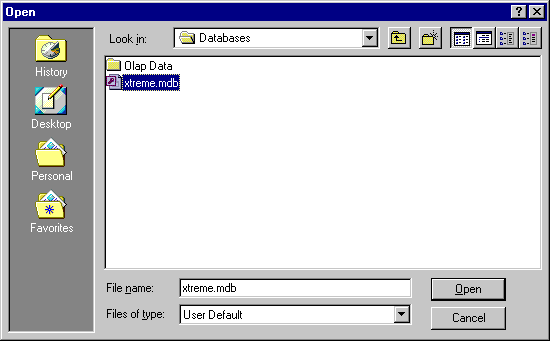 Open
Look in: Databases
History
Desktop
Personal
Favorites
Olap Data
xtreme.mdb
File name: xtreme.mdb Open
Files of type: User Default Cancel